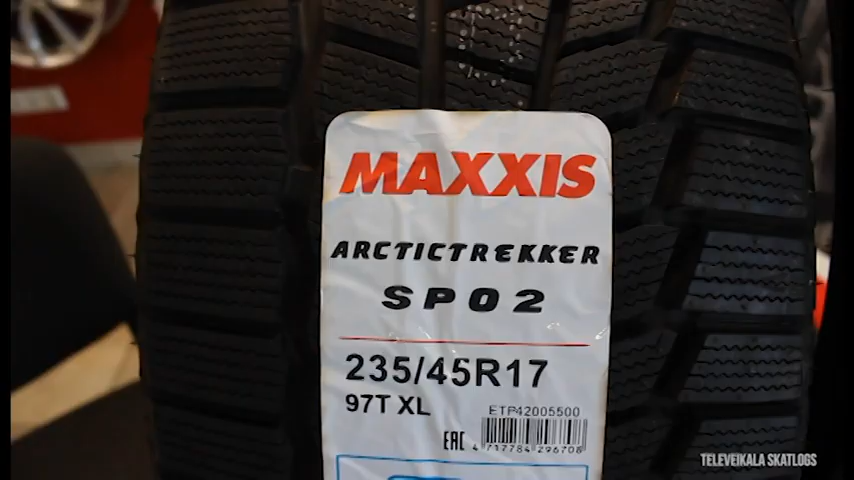 MAXXIS
ARCTICTREKKER
SP02
235/45R17
97T XL
ETP42005500
EAC 4 717784 296708
TELEVEIKALA SKATLOGS